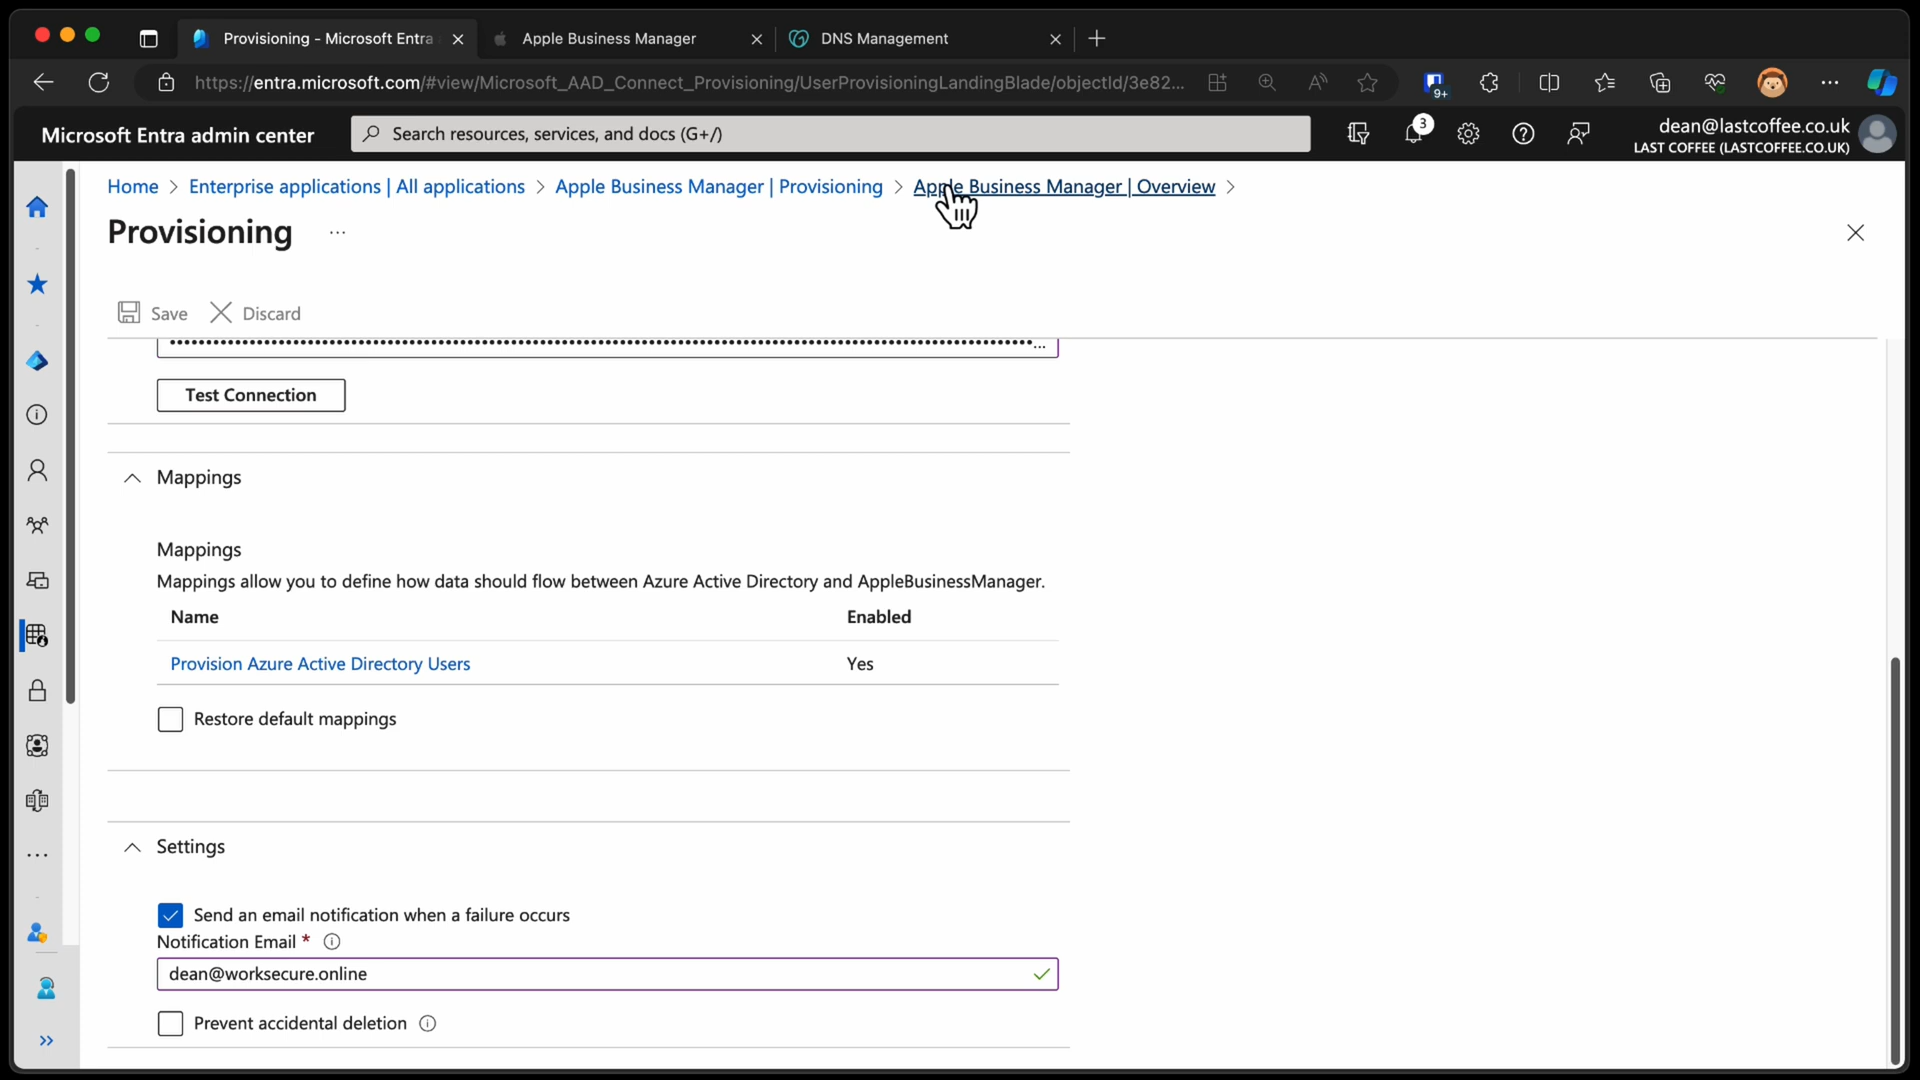 Provisioning - Microsoft Entra
Apple Business Manager
DNS Management
https://entra.microsoft.com/#view/Microsoft_AAD_Connect_Provisioning/UserProvisioningLandingBlade/objectId/3e82...
9+
Microsoft Entra admin center
Search resources, services, and docs (G+/)
3
dean@lastcoffee.co.uk
LAST COFFEE (LASTCOFFEE.CO.UK)
Home > Enterprise applications | All applications > Apple Business Manager | Provisioning > Apple Business Manager | Overview >
Provisioning ...
Save Discard
...
Test Connection
Mappings
Mappings
Mappings allow you to define how data should flow between Azure Active Directory and AppleBusinessManager.
Name Enabled
Provision Azure Active Directory Users Yes
Restore default mappings
Settings
Send an email notification when a failure occurs
Notification Email *
dean@worksecure.online
Prevent accidental deletion